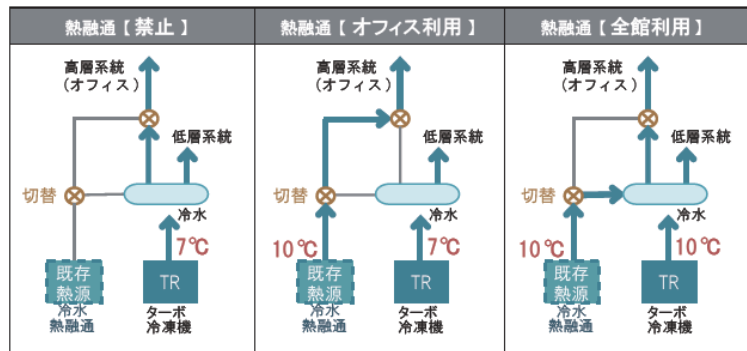 熱融通【 禁止 】
高層系統
(オフィス)
低層系統
切替
冷水
7℃
既存
熱源
冷水
熱融通
TR
ターボ
冷凍機
熱融通【 オフィス利用 】
高層系統
(オフィス)
低層系統
切替
冷水
10℃
7℃
既存
熱源
冷水
熱融通
TR
ターボ
冷凍機
熱融通【 全館利用 】
高層系統
(オフィス)
低層系統
切替
冷水
10℃
10℃
既存
熱源
冷水
熱融通
TR
ターボ
冷凍機